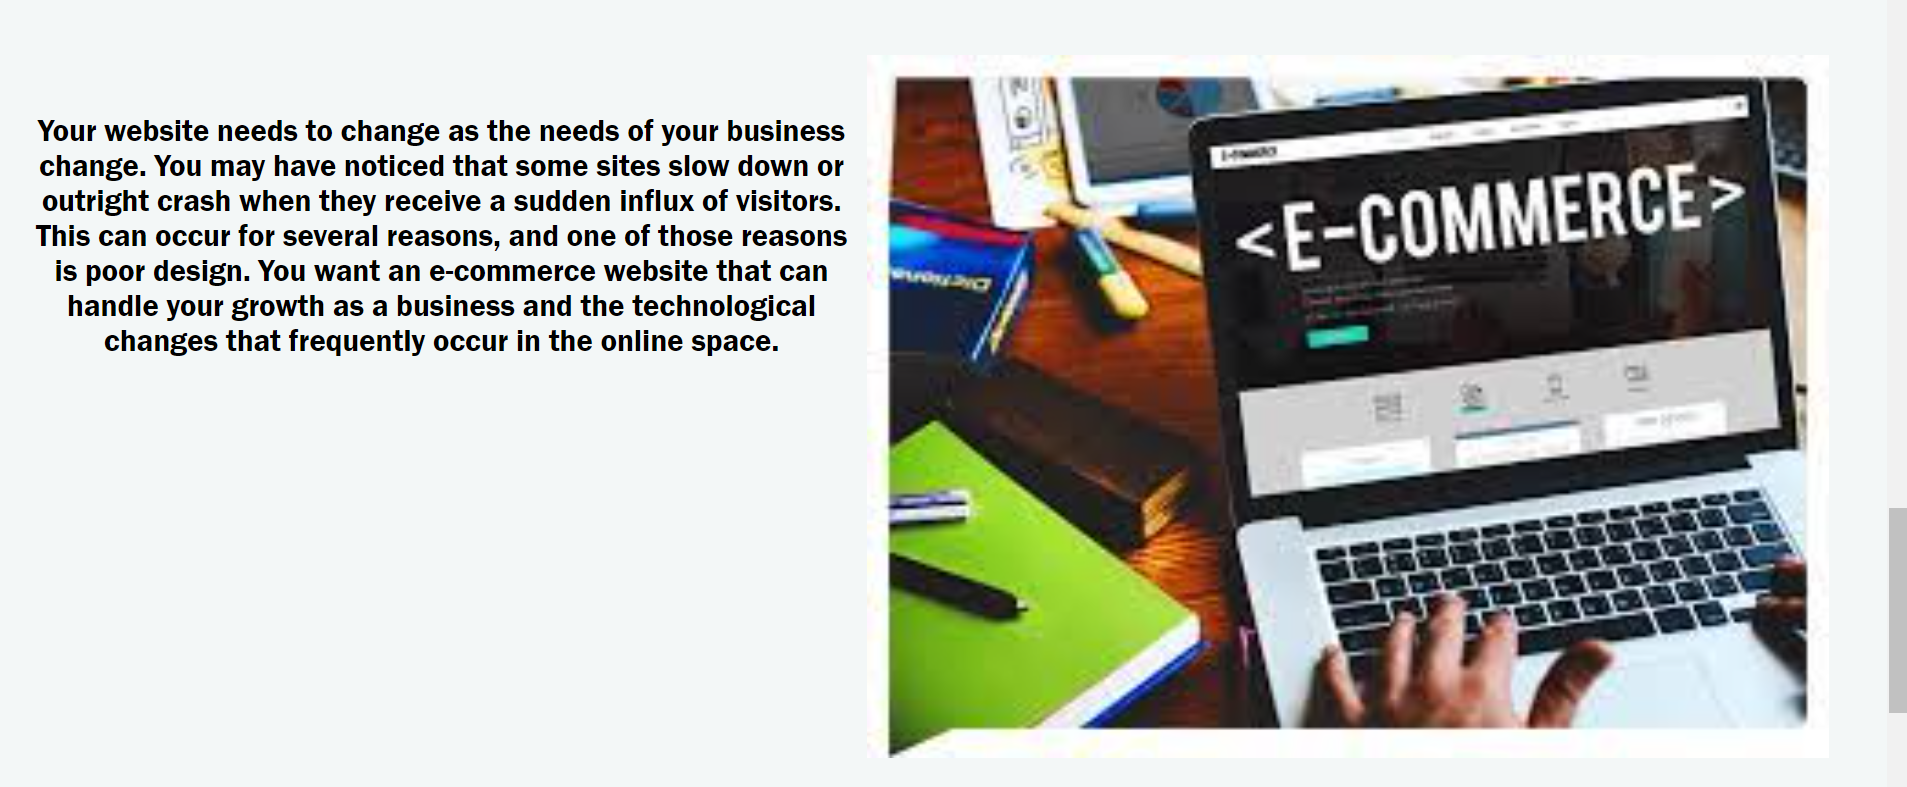 Your website needs to change as the needs of your business
change. You may have noticed that some sites slow down or
outright crash when they receive a sudden influx of visitors.
This can occur for several reasons, and one of those reasons
is poor design. You want an e-commerce website that can
handle your growth as a business and the technological
changes that frequently occur in the online space.
E-COMMERCE
<E-COMMERCE>